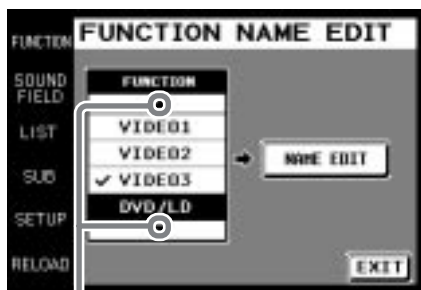 FUNCTION NAME EDIT
FUNCTION
SOUND
FIELD
LIST
SUB
SETUP
RELOAD
FUNCTION
VIDEO1
VIDEO2
✓ VIDEO3
DVD/LD
NAME EDIT
EXIT